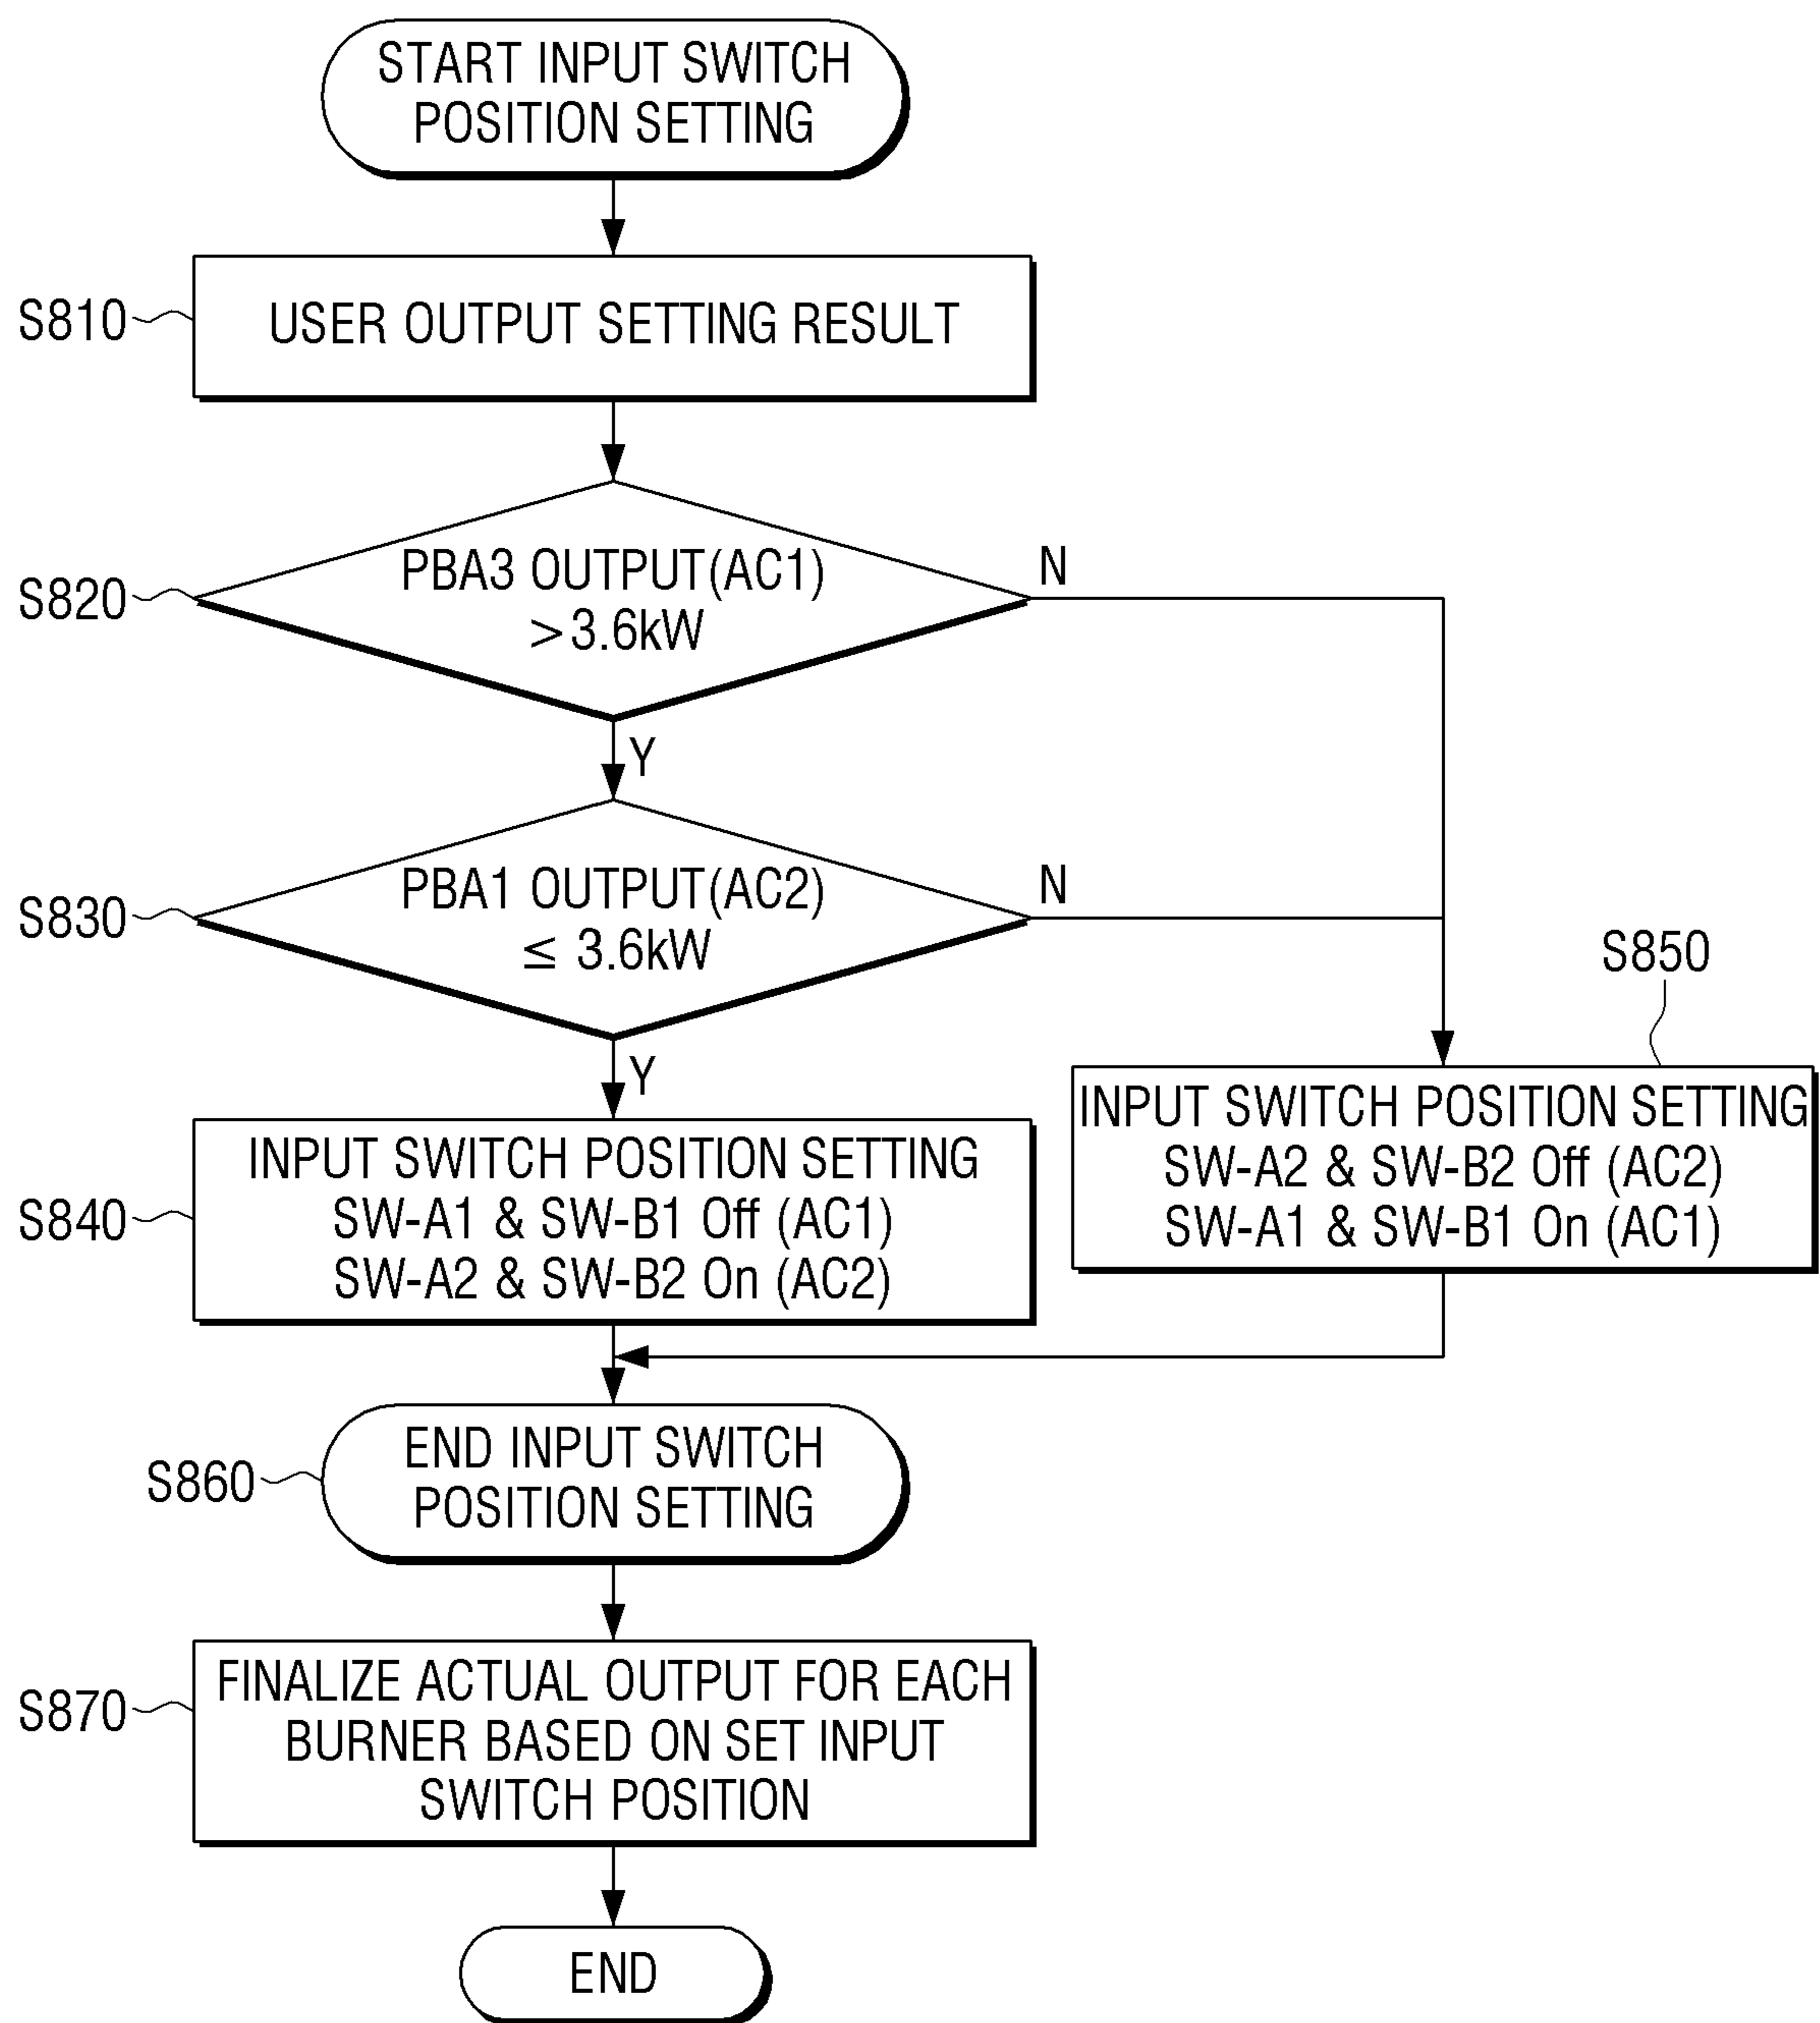 START INPUT SWITCH
POSITION SETTING
S810
USER OUTPUT SETTING RESULT
S820
PBA3 OUTPUT(AC1)
>3.6kW
N
Y
S830
PBA1 OUTPUT(AC2)
≤ 3.6kW
N
Y
S840
INPUT SWITCH POSITION SETTING
SW-A1 & SW-B1 Off (AC1)
SW-A2 & SW-B2 On (AC2)
S850
INPUT SWITCH POSITION SETTING
SW-A2 & SW-B2 Off (AC2)
SW-A1 & SW-B1 On (AC1)
S860
END INPUT SWITCH
POSITION SETTING
S870
FINALIZE ACTUAL OUTPUT FOR EACH
BURNER BASED ON SET INPUT
SWITCH POSITION
END